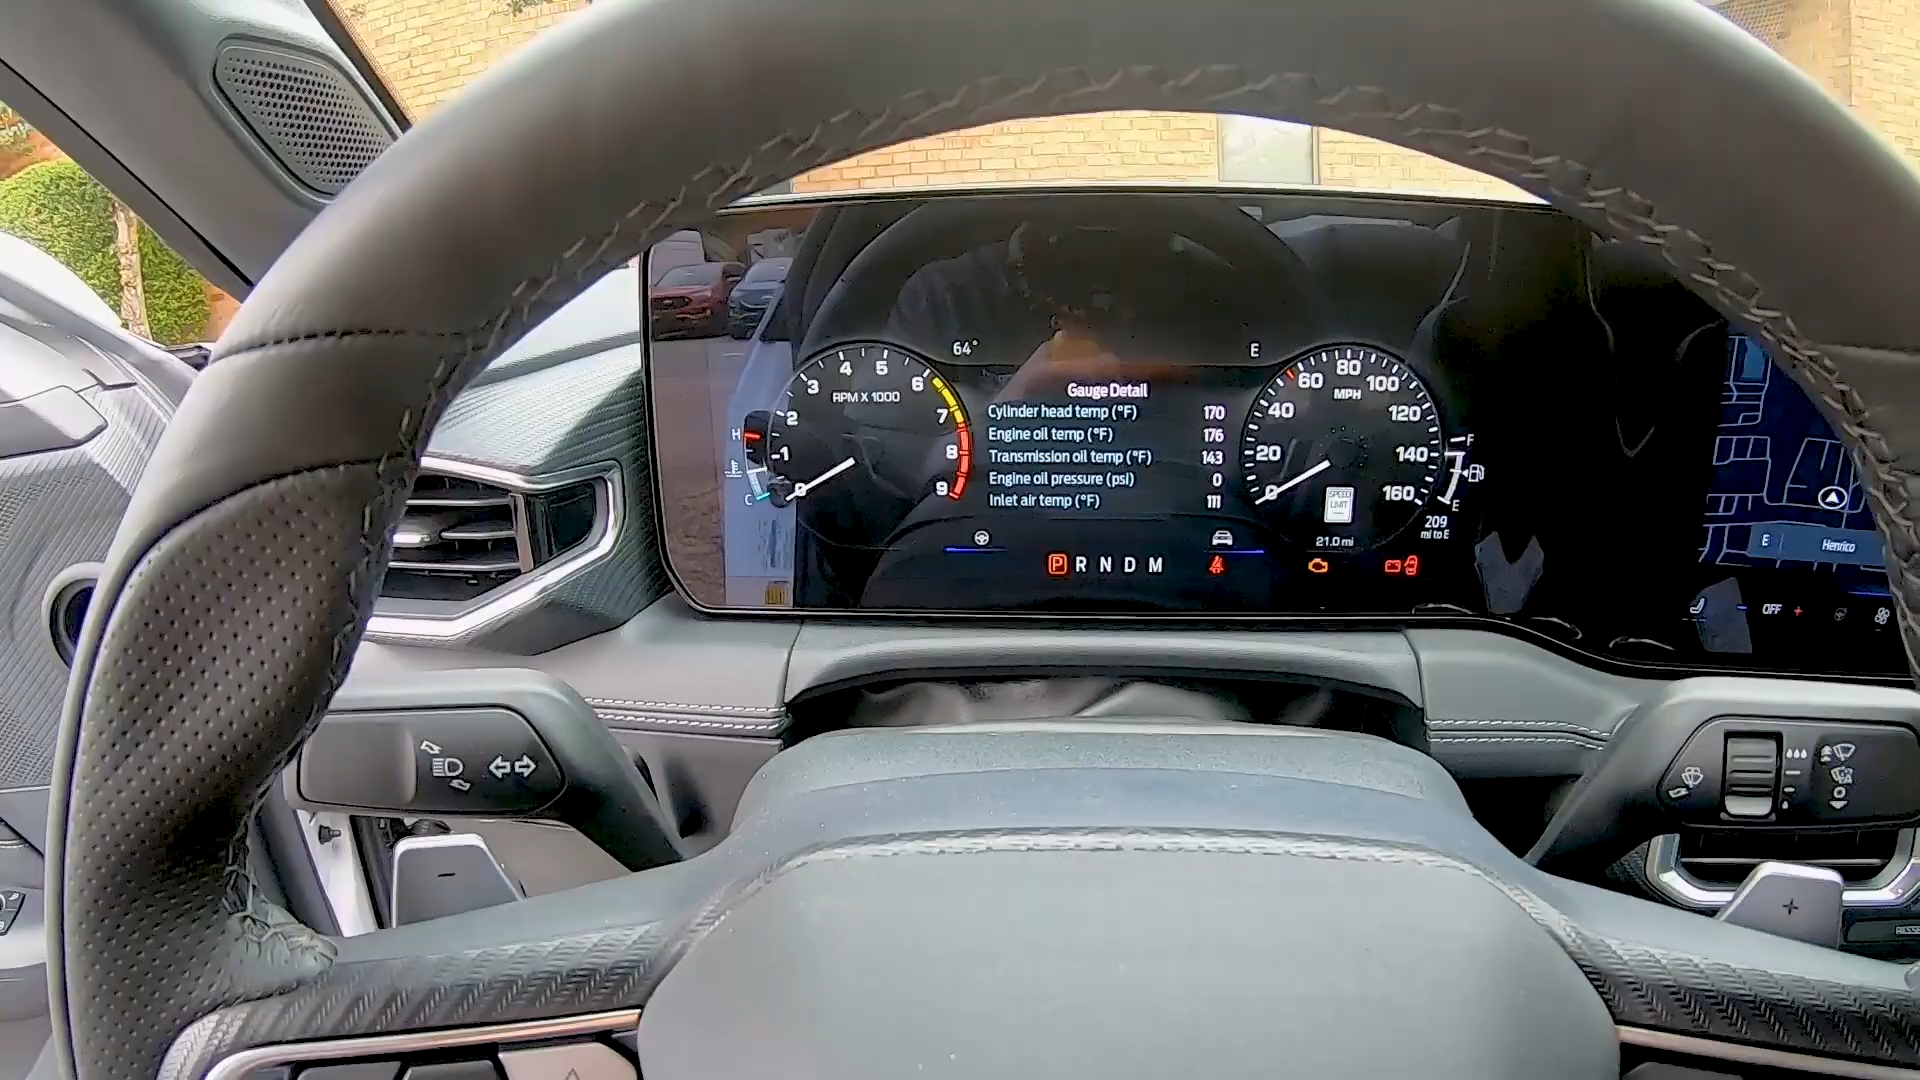 64°
E
4 5
3 6
RPM X 1000
2 7
1 8
0 9
H
C
Gauge Detail
Cylinder head temp (°F) 170
Engine oil temp (°F) 176
Transmission oil temp (°F) 143
Engine oil pressure (psi) 0
Inlet air temp (°F) 111
80
60 100
MPH
40 120
20 140
0 160
SPEED
LIMIT
F
E
209
mi to E
21.0 mi
P R N D M
E Henrico
OFF